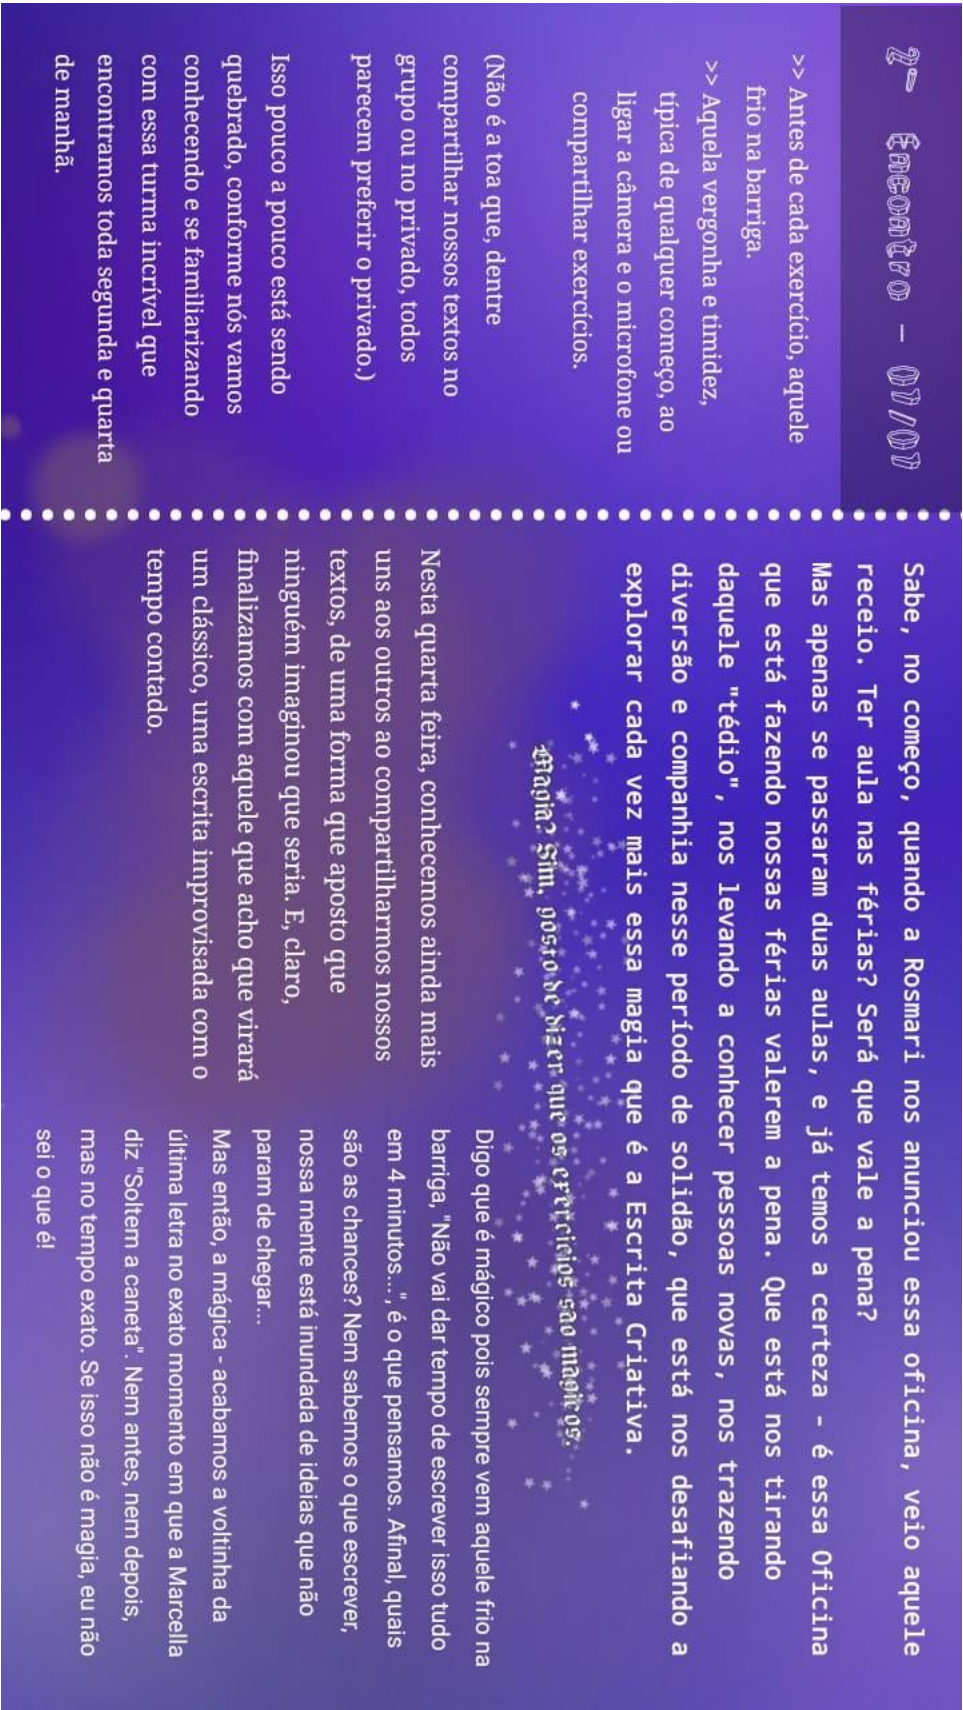 2º Encontro - 07/07
>> Antes de cada exercício, aquele
frio na barriga.
>> Aquela vergonha e timidez,
típica de qualquer começo, ao
ligar a câmera e o microfone ou
compartilhar exercícios.
(Não é a toa que, dentre
compartilhar nossos textos no
grupo ou no privado, todos
parecem preferir o privado.)
Isso pouco a pouco está sendo
quebrado, conforme nós vamos
conhecendo e se familiarizando
com essa turma incrível que
encontramos toda segunda e quarta
de manhã.
Sabe, no começo, quando a Rosmari nos anunciou essa oficina, veio aquele
receio. Ter aula nas férias? Será que vale a pena?
Mas apenas se passaram duas aulas, e já temos a certeza - é essa Oficina
que está fazendo nossas férias valerem a pena. Que está nos tirando
daquele "tédio", nos levando a conhecer pessoas novas, nos trazendo
diversão e companhia nesse período de solidão, que está nos desafiando a
explorar cada vez mais essa magia que é a Escrita Criativa.
Magia? Sim, gosto de dizer que os exercicios são magicos.
Nesta quarta feira, conhecemos ainda mais
uns aos outros ao compartilharmos nossos
textos, de uma forma que aposto que
ninguém imaginou que seria. E, claro,
finalizamos com aquele que acho que virará
um clássico, uma escrita improvisada com o
tempo contado.
Digo que é mágico pois sempre vem aquele frio na
barriga, "Não vai dar tempo de escrever isso tudo
em 4 minutos...", é o que pensamos. Afinal, quais
são as chances? Nem sabemos o que escrever,
nossa mente está inundada de ideias que não
param de chegar...
Mas então, a mágica - acabamos a voltinha da
última letra no exato momento em que a Marcella
diz "Soltem a caneta". Nem antes, nem depois,
mas no tempo exato. Se isso não é magia, eu não
sei o que é!